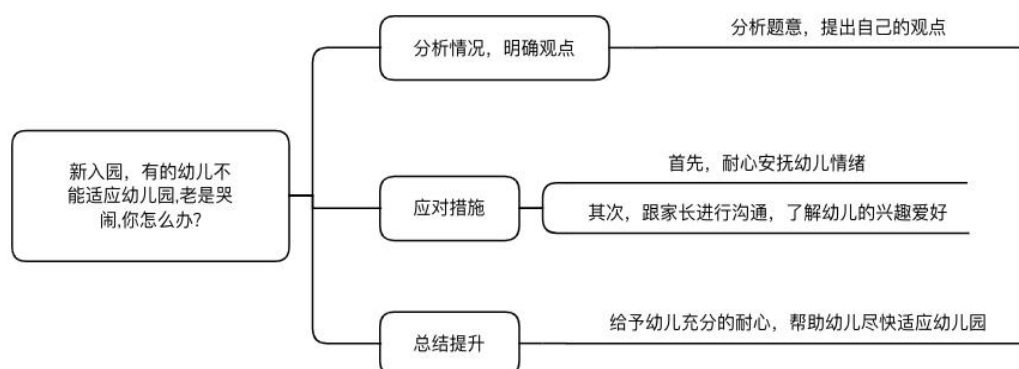 新入园，有的幼儿不
能适应幼儿园,老是哭
闹,你怎么办?
分析情况，明确观点
分析题意，提出自己的观点
应对措施
首先，耐心安抚幼儿情绪
其次，跟家长进行沟通，了解幼儿的兴趣爱好
总结提升
给予幼儿充分的耐心，帮助幼儿尽快适应幼儿园